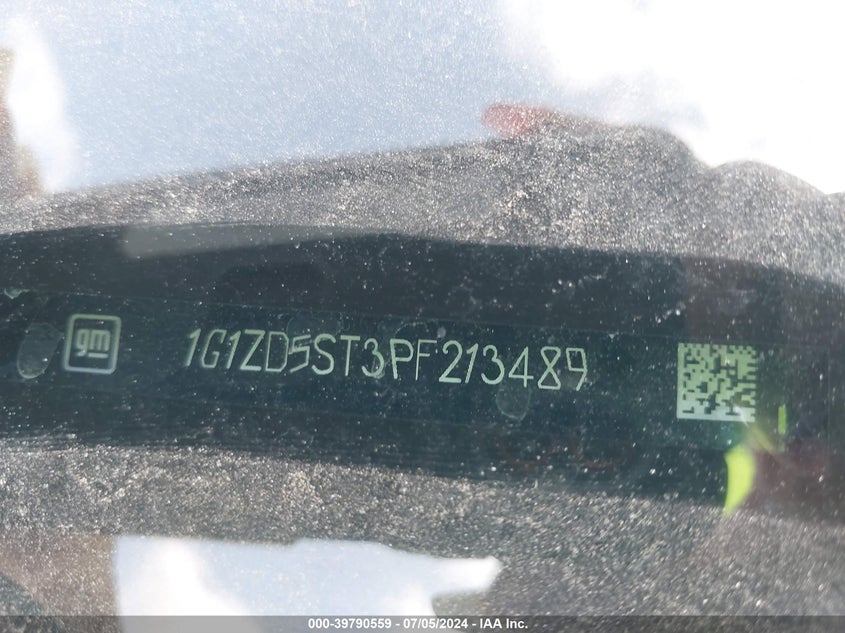 gm
1G1ZD5ST3PF213489
000-39790559 / 07/05/2024 - © IAA, Inc.